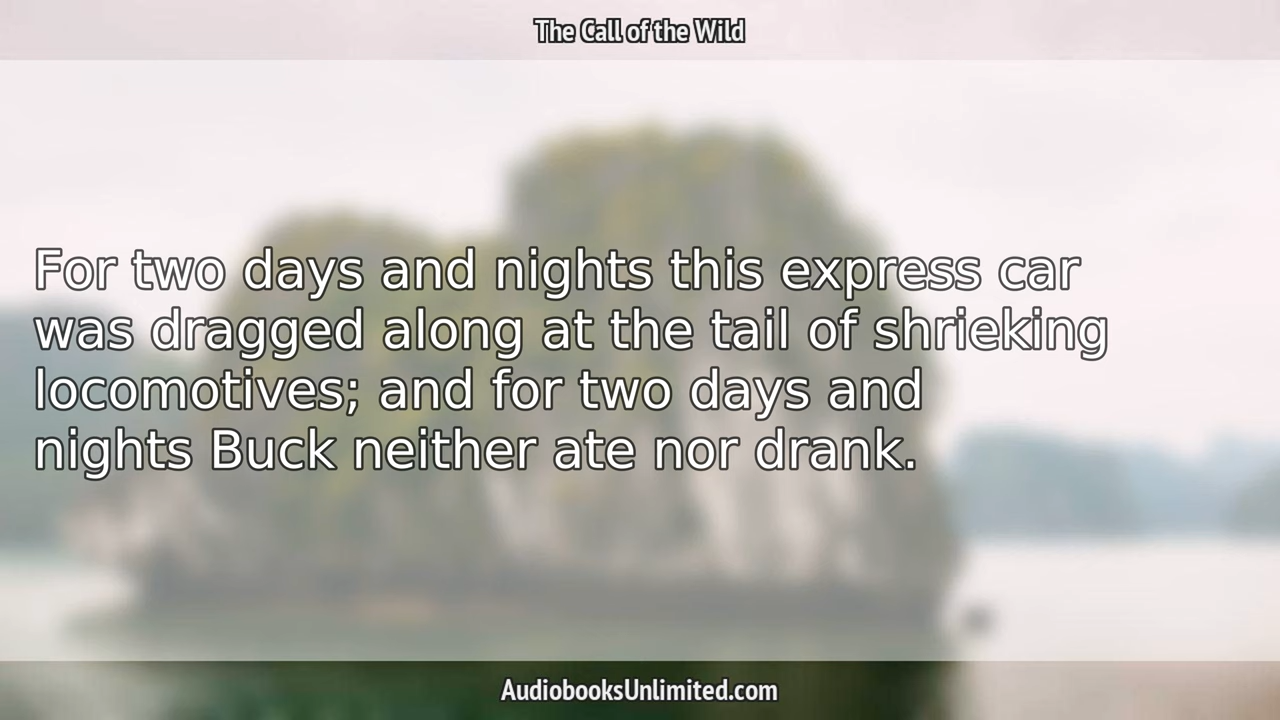 The Call of the Wild
For two days and nights this express car
was dragged along at the tail of shrieking
locomotives; and for two days and
nights Buck neither ate nor drank.
AudiobooksUnlimited.com